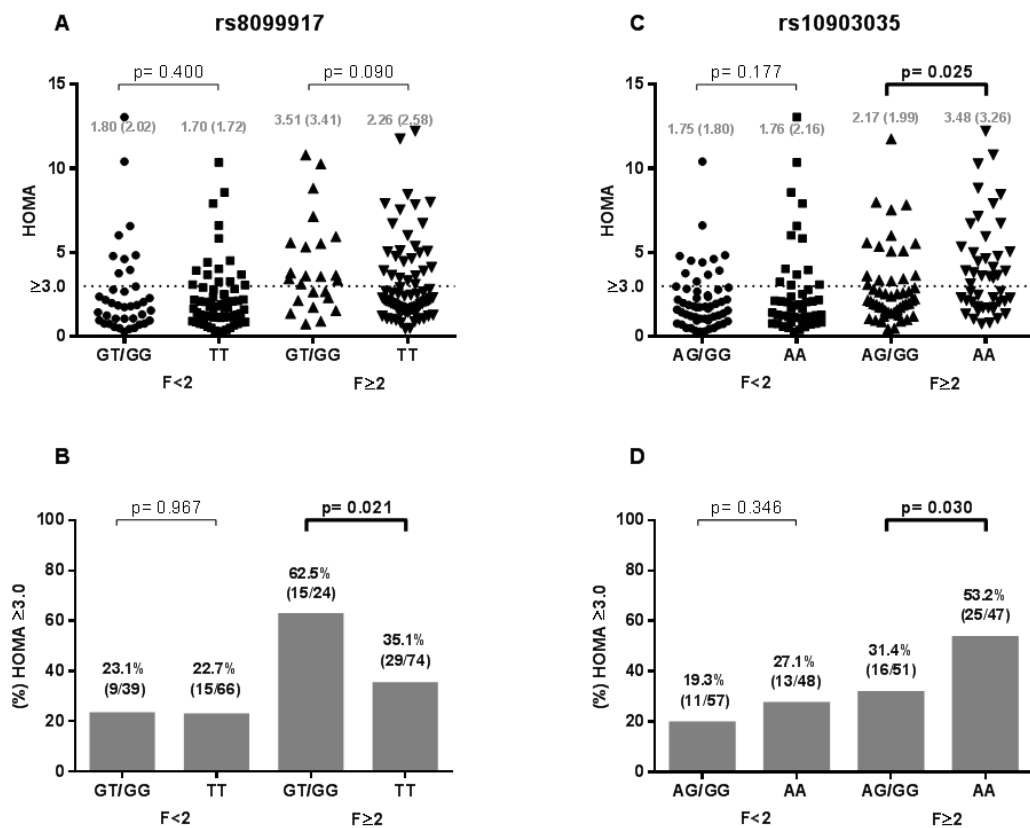 A
rs8099917
p= 0.400
p= 0.090
15
1.80 (2.02)
1.70 (1.72)
3.51 (3.41)
2.26 (2.58)
10
HOMA
5
≥3.0
0
GT/GG
TT
GT/GG
TT
F<2
F≥2
C
rs10903035
p= 0.177
p= 0.025
15
1.75 (1.80)
1.76 (2.16)
2.17 (1.99)
3.48 (3.26)
10
HOMA
5
≥3.0
0
AG/GG
AA
AG/GG
AA
F<2
F≥2
B
p= 0.967
p= 0.021
100
80
60
40
20
0
(%) HOMA ≥3.0
23.1%
(9/39)
22.7%
(15/66)
62.5%
(15/24)
35.1%
(29/74)
GT/GG
TT
GT/GG
TT
F<2
F≥2
D
p= 0.346
p= 0.030
100
80
60
40
20
0
(%) HOMA ≥3.0
19.3%
(11/57)
27.1%
(13/48)
31.4%
(16/51)
53.2%
(25/47)
AG/GG
AA
AG/GG
AA
F<2
F≥2